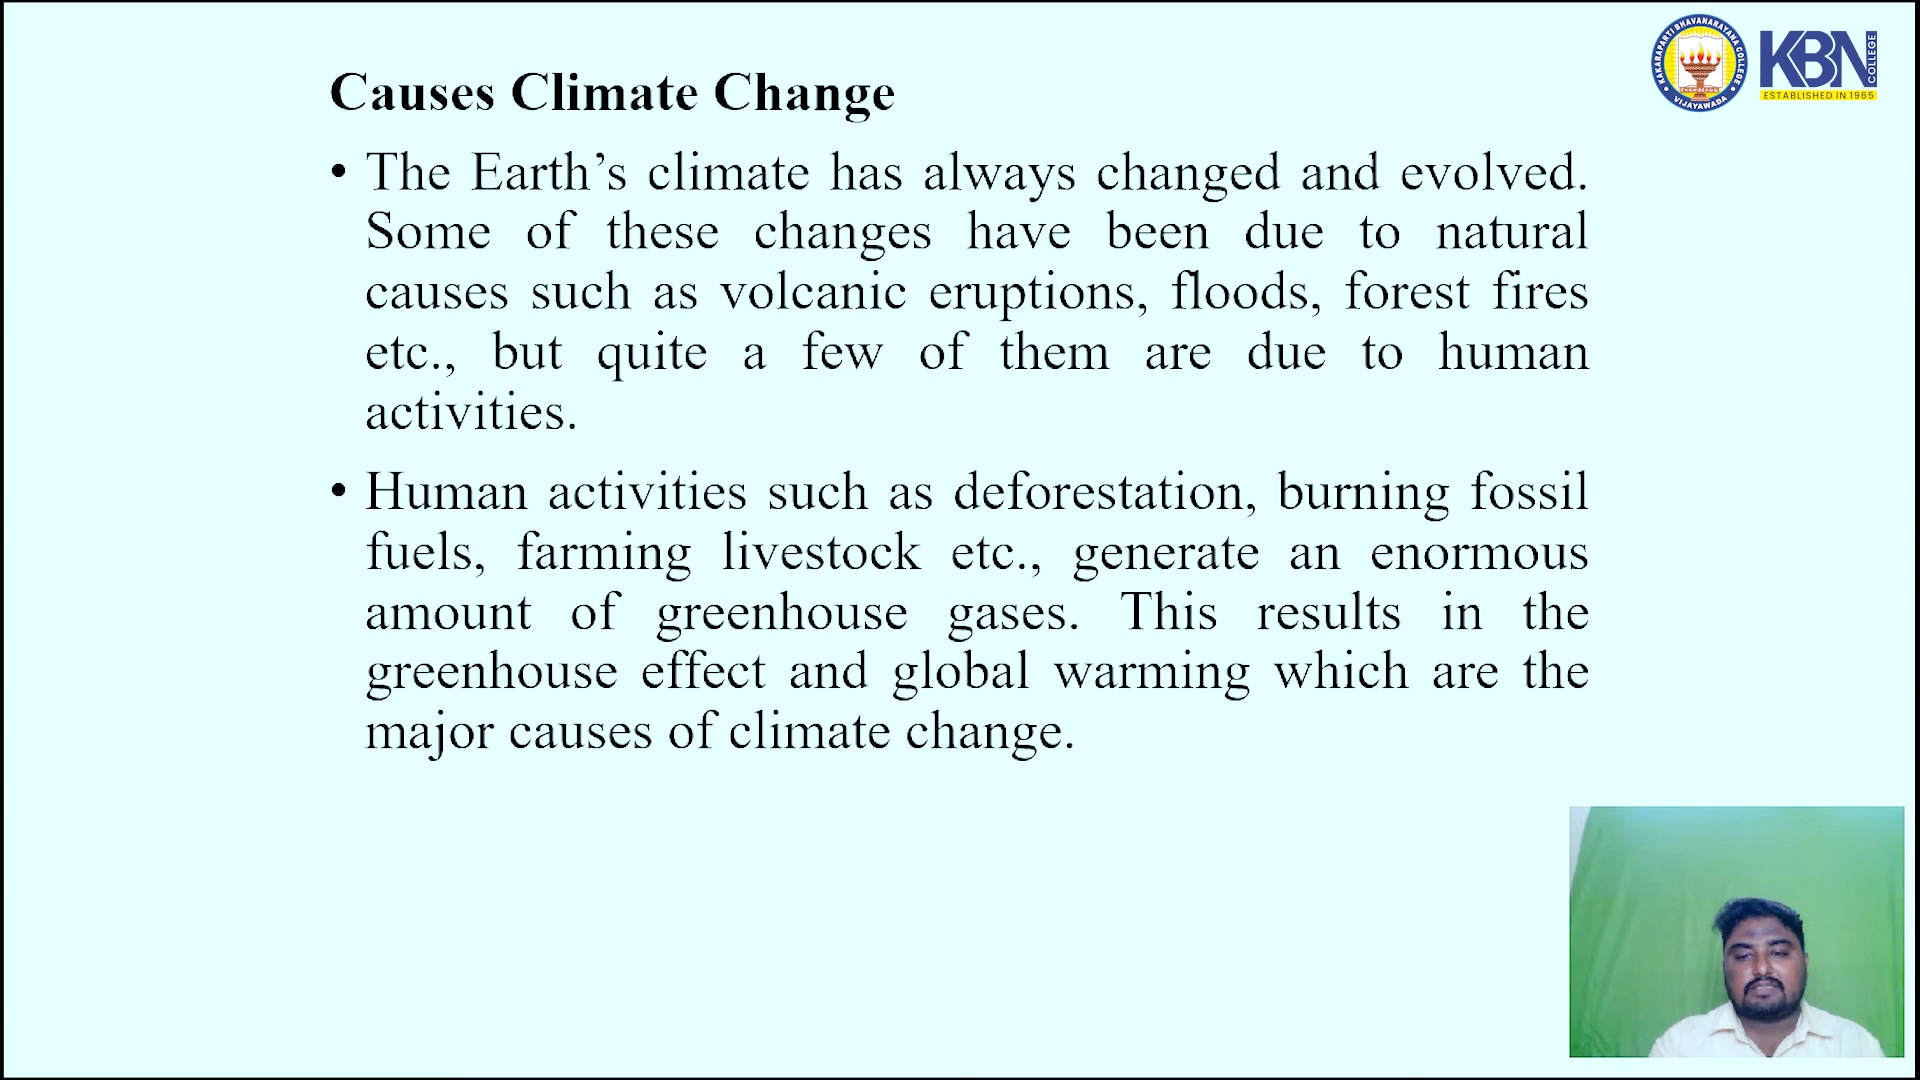 Causes Climate Change
• The Earth’s climate has always changed and evolved.
Some of these changes have been due to natural
causes such as volcanic eruptions, floods, forest fires
etc., but quite a few of them are due to human
activities.
• Human activities such as deforestation, burning fossil
fuels, farming livestock etc., generate an enormous
amount of greenhouse gases. This results in the
greenhouse effect and global warming which are the
major causes of climate change.
KAKARAPARTI BHAVANARAYANA COLLEGE
VIJAYAWADA
KBN
COLLEGE
ESTABLISHED IN 1965